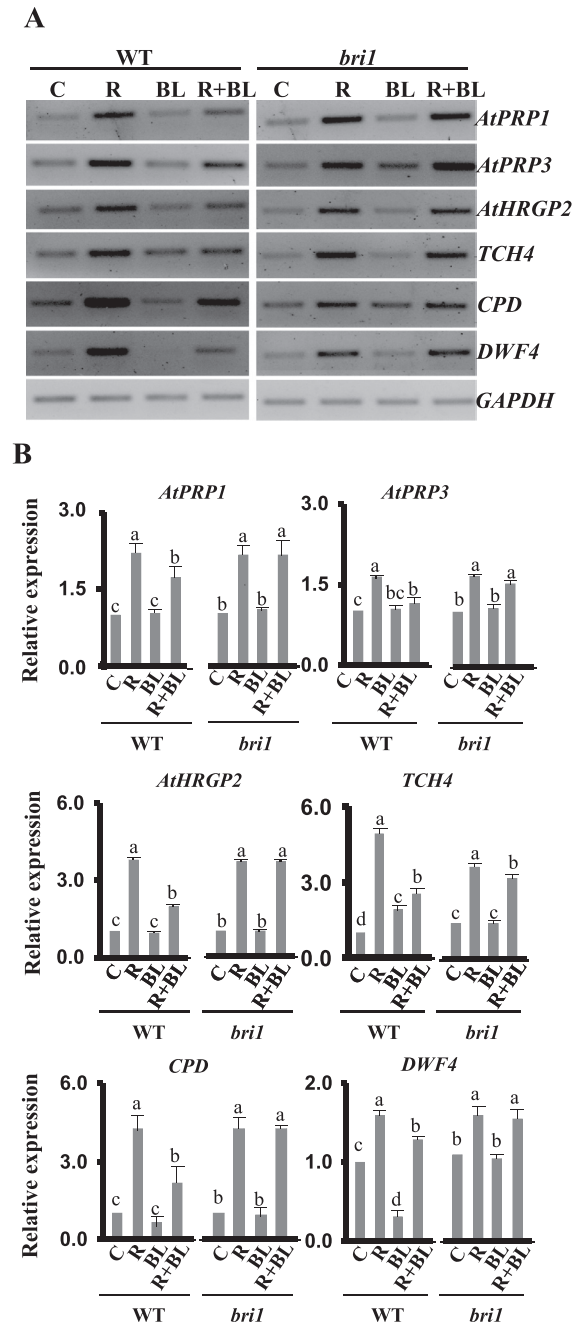 A
WT bri1
C R BL R+BL C R BL R+BL
AtPRP1
AtPRP3
AtHRGP2
TCH4
CPD
DWF4
GAPDH
B
AtPRP1 AtPRP3
Relative expression
3.0 1.5 0.0
c a c b b a b a
C R BL R+BL C R BL R+BL
WT bri1
3.0 1.5 0.0
c a bc b b a b a
C R BL R+BL C R BL R+BL
WT bri1
AtHRGP2 TCH4
Relative expression
6.0 3.0 0.0
c a c b b a b a
C R BL R+BL C R BL R+BL
WT bri1
6.0 3.0 0.0
d a c b c a c b
C R BL R+BL C R BL R+BL
WT bri1
CPD DWF4
Relative expression
6.0 3.0 0.0
c a c b b a b a
C R BL R+BL C R BL R+BL
WT bri1
2.0 1.0 0.0
c a d b b a b a
C R BL R+BL C R BL R+BL
WT bri1